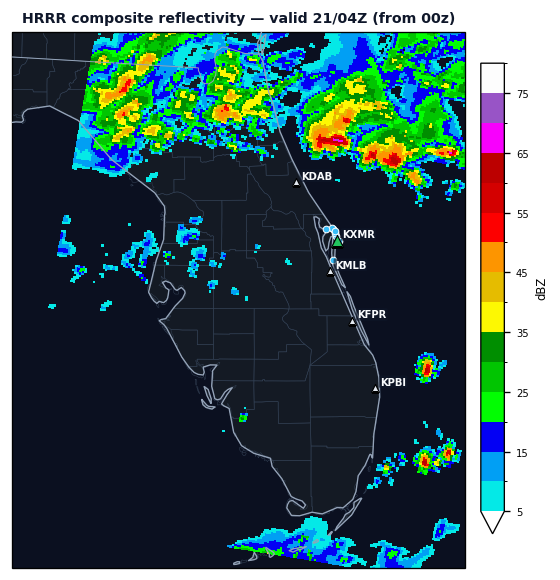 HRRR composite reflectivity — valid 21/04Z (from 00z)
KDAB
KXMR
KMLB
KFPR
KPBI
75
65
55
45
35
25
15
5
dBZ